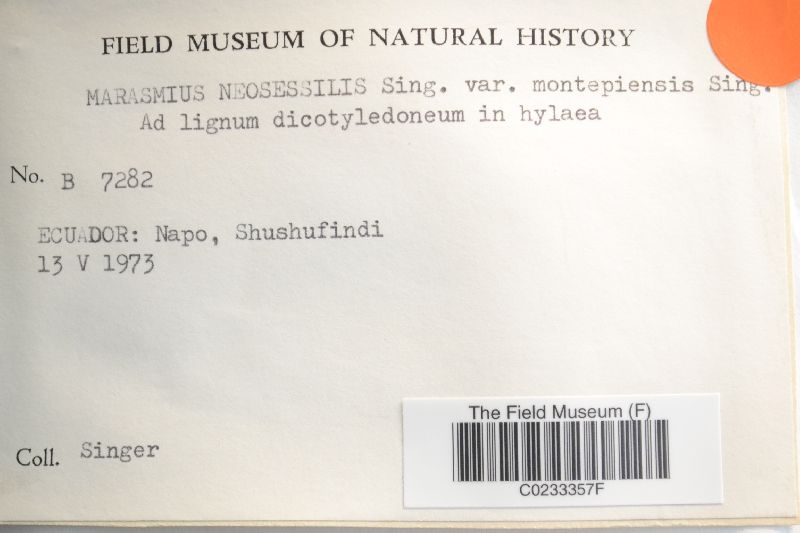 FIELD MUSEUM OF NATURAL HISTORY
MARASMIUS NEOSESSILIS Sing. var. montepiensis Sing.
Ad lignum dicotyledoneum in hylaea
No. B 7282
ECUADOR: Napo, Shushufindi
13 V 1973
Coll. Singer
The Field Museum (F)
C0233357F